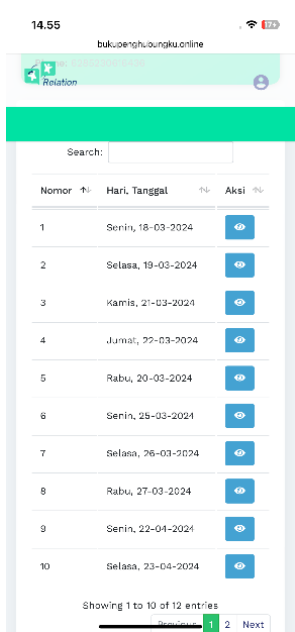 14.55
bukupenghubungku.online
Relation
Search:
Nomor Hari, Tanggal Aksi
1 Senin, 18-03-2024
2 Selasa, 19-03-2024
3 Kamis, 21-03-2024
4 Jumat, 22-03-2024
5 Rabu, 20-03-2024
6 Senin, 25-03-2024
7 Selasa, 26-03-2024
8 Rabu, 27-03-2024
9 Senin, 22-04-2024
10 Selasa, 23-04-2024
Showing 1 to 10 of 12 entries
Previous 1 2 Next